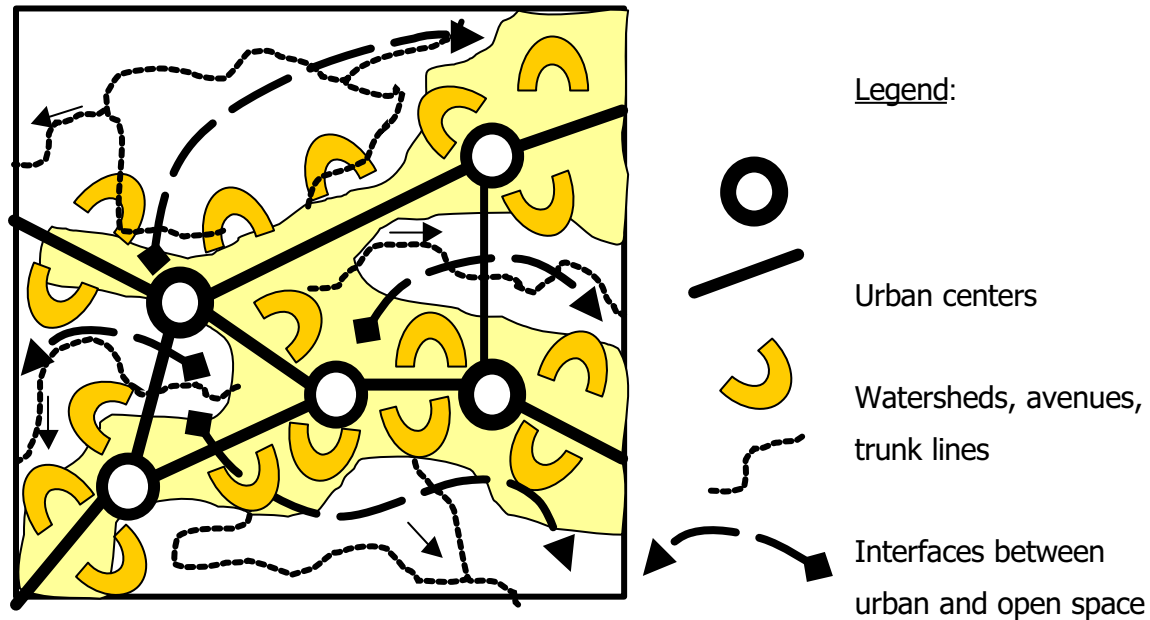 Legend:
Urban centers
Watersheds, avenues,
trunk lines
Interfaces between
urban and open space